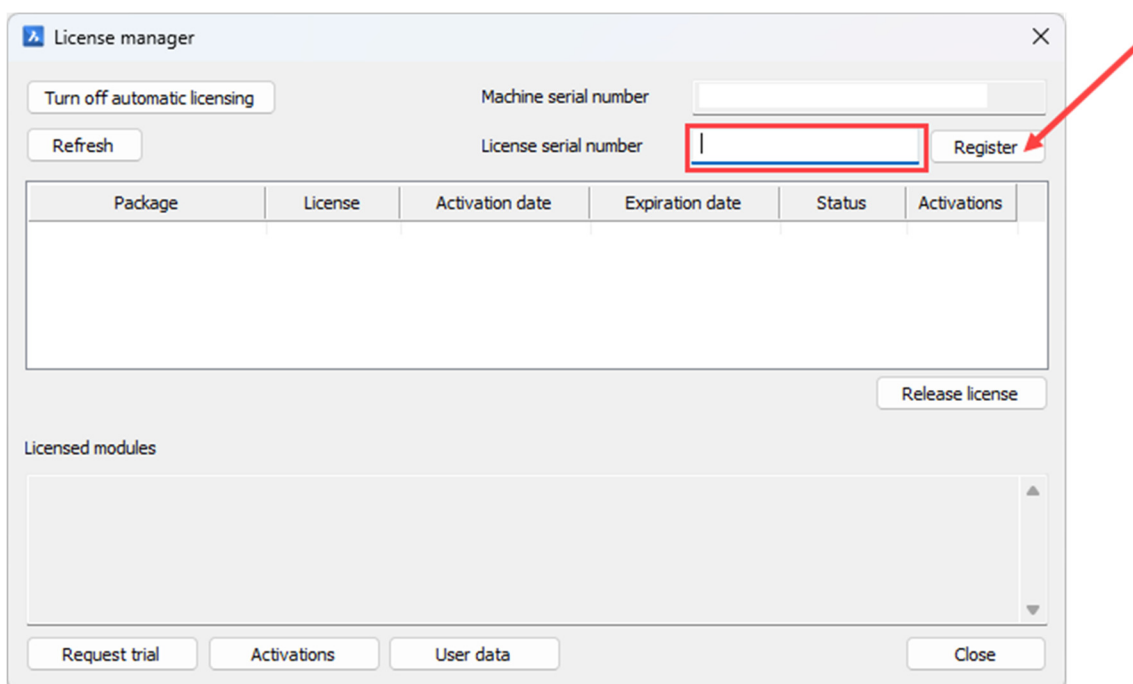 License manager
Turn off automatic licensing
Machine serial number
Refresh
License serial number
Register
Package License Activation date Expiration date Status Activations
Release license
Licensed modules
Request trial Activations User data Close